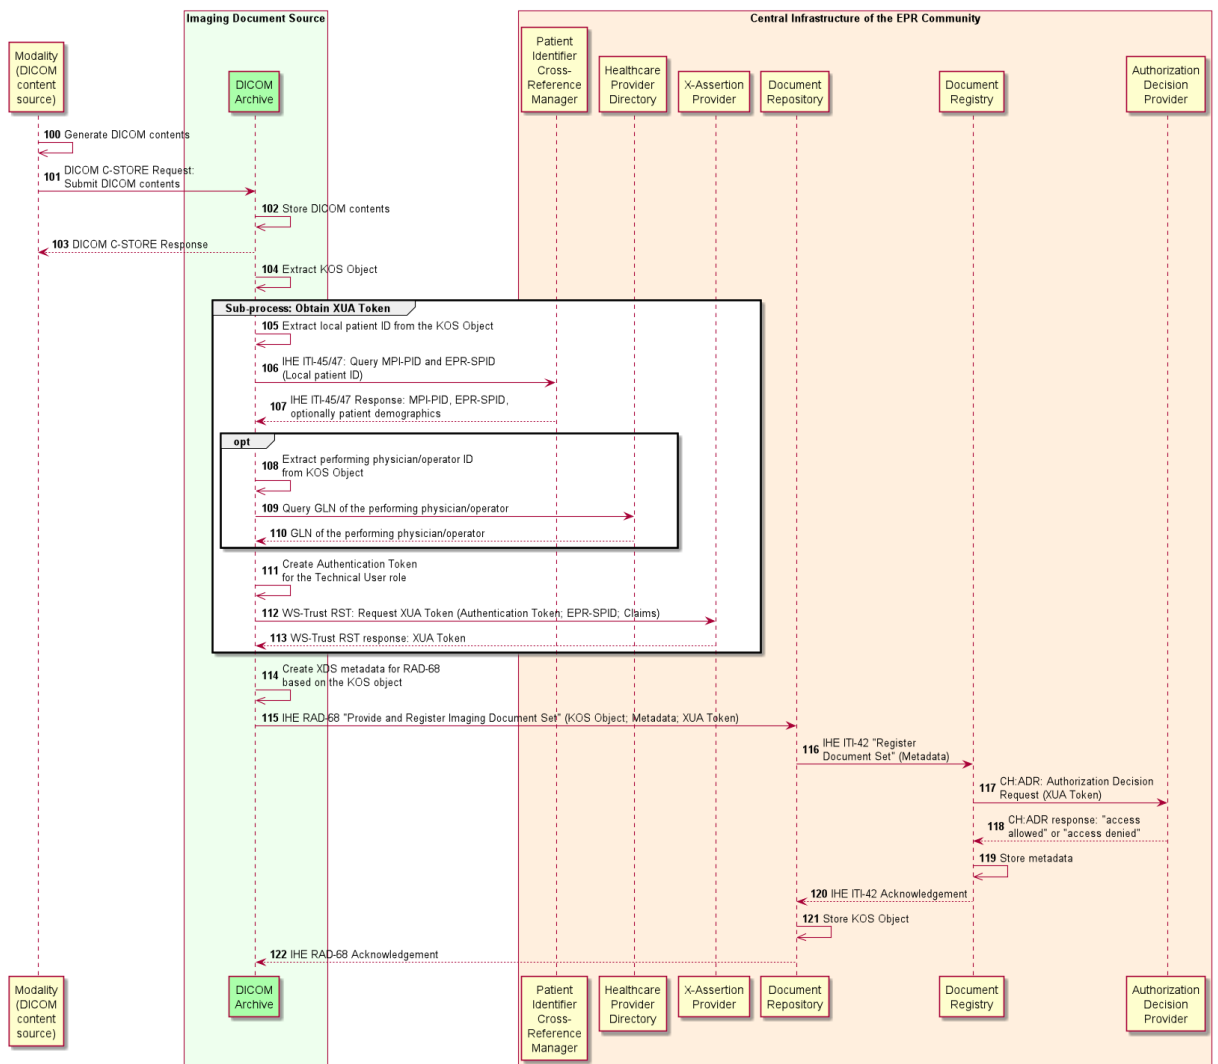 Imaging Document Source
Central Infrastructure of the EPR Community
Modality
(DICOM
content
source)
DICOM
Archive
Patient
Identifier
Cross-
Reference
Manager
Healthcare
Provider
Directory
X-Assertion
Provider
Document
Repository
Document
Registry
Authorization
Decision
Provider
100 Generate DICOM contents
101 DICOM C-STORE Request:
Submit DICOM contents
102 Store DICOM contents
103 DICOM C-STORE Response
104 Extract KOS Object
Sub-process: Obtain XUA Token
105 Extract local patient ID from the KOS Object
106 IHE ITI-45/47: Query MPI-PID and EPR-SPID
(Local patient ID)
107 IHE ITI-45/47 Response: MPI-PID, EPR-SPID,
optionally patient demographics
opt
108 Extract performing physician/operator ID
from KOS Object
109 Query GLN of the performing physician/operator
110 GLN of the performing physician/operator
111 Create Authentication Token
for the Technical User role
112 WS-Trust RST: Request XUA Token (Authentication Token; EPR-SPID; Claims)
113 WS-Trust RST response: XUA Token
114 Create XDS metadata for RAD-68
based on the KOS object
115 IHE RAD-68 "Provide and Register Imaging Document Set" (KOS Object; Metadata; XUA Token)
116 IHE ITI-42 "Register
Document Set" (Metadata)
117 CH:ADR: Authorization Decision
Request (XUA Token)
118 CH:ADR response: "access
allowed" or "access denied"
119 Store metadata
120 IHE ITI-42 Acknowledgement
121 Store KOS Object
122 IHE RAD-68 Acknowledgement
Modality
(DICOM
content
source)
DICOM
Archive
Patient
Identifier
Cross-
Reference
Manager
Healthcare
Provider
Directory
X-Assertion
Provider
Document
Repository
Document
Registry
Authorization
Decision
Provider